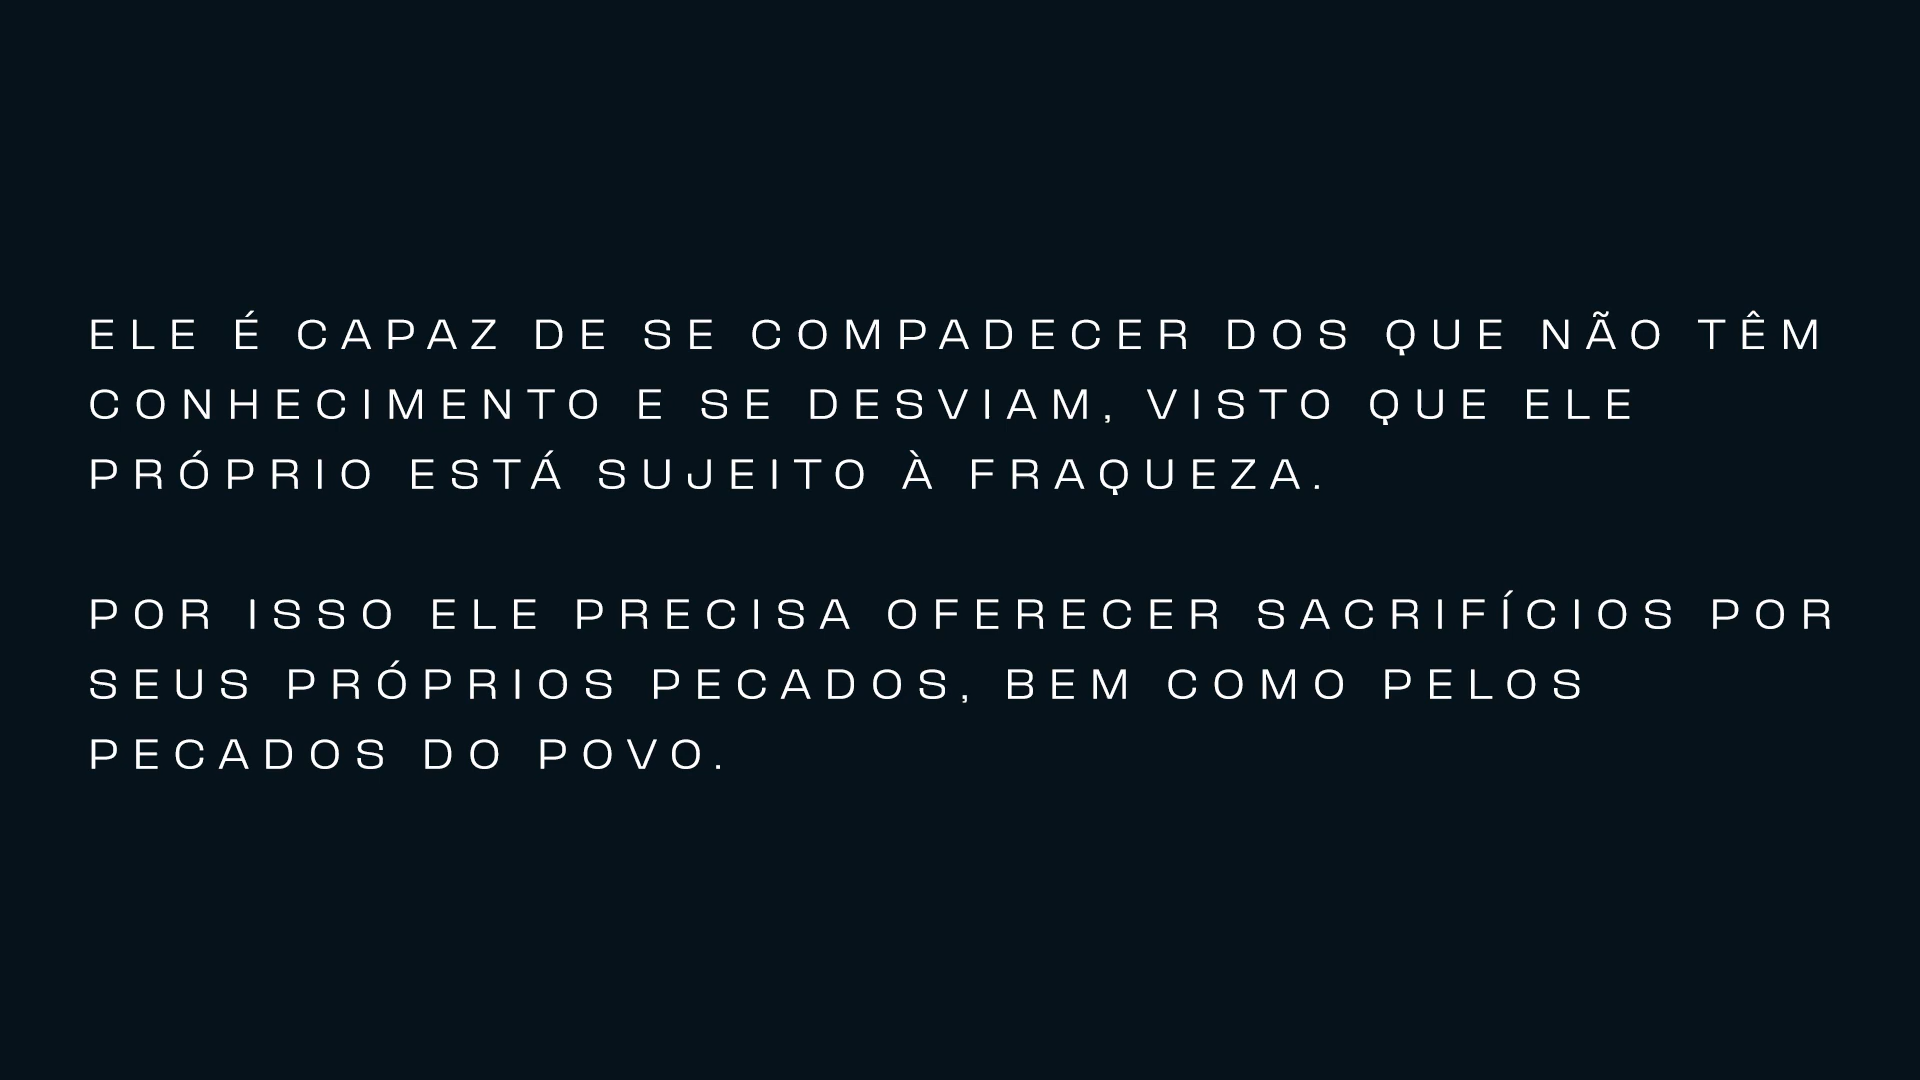 ELE É CAPAZ DE SE COMPADECER DOS QUE NÃO TÊM
CONHECIMENTO E SE DESVIAM, VISTO QUE ELE
PRÓPRIO ESTÁ SUJEITO À FRAQUEZA.
POR ISSO ELE PRECISA OFERECER SACRIFÍCIOS POR
SEUS PRÓPRIOS PECADOS, BEM COMO PELOS
PECADOS DO POVO.